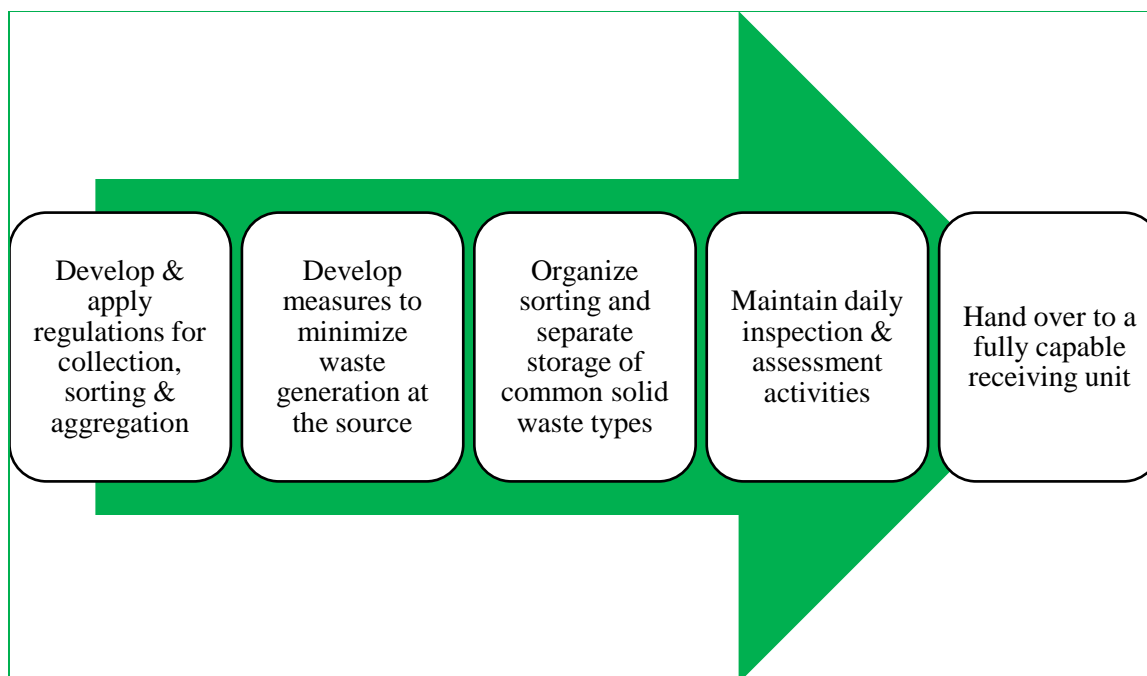 Develop &
apply
regulations for
collection,
sorting &
aggregation
Develop
measures to
minimize
waste
generation at
the source
Organize
sorting and
separate
storage of
common solid
waste types
Maintain daily
inspection &
assessment
activities
Hand over to a
fully capable
receiving unit